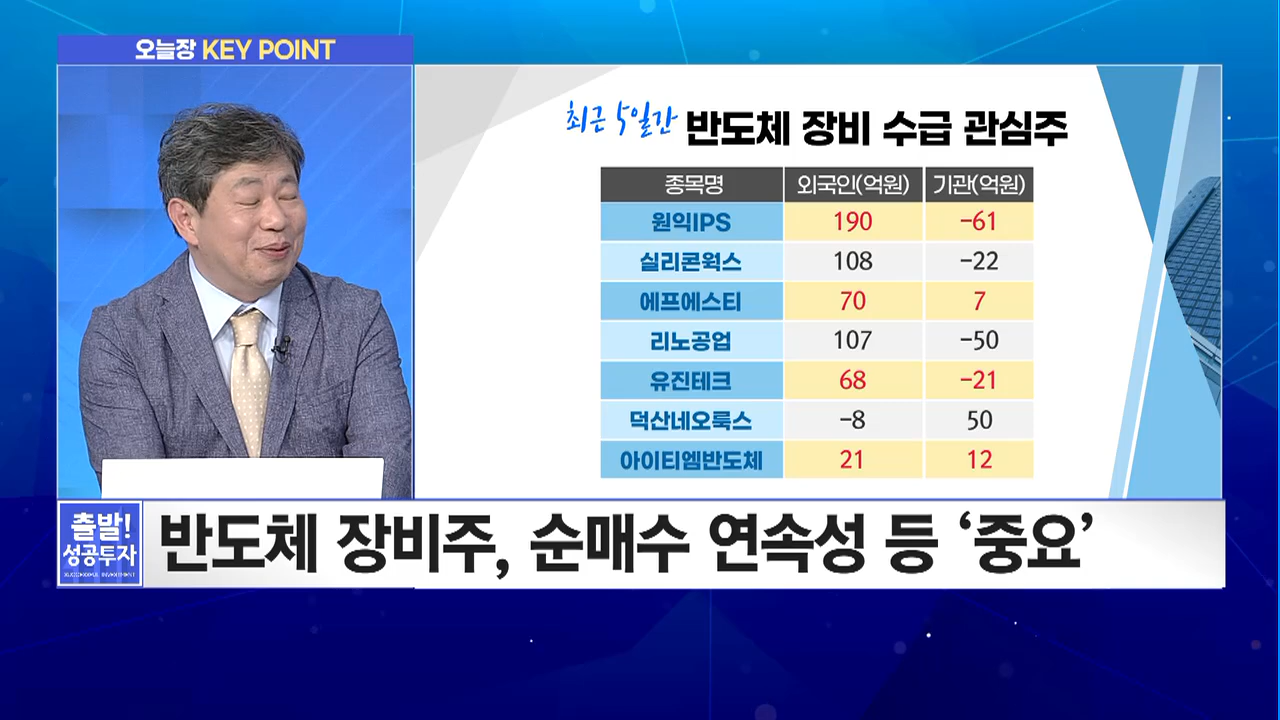 오늘장 KEY POINT
최근 5일간 반도체 장비 수급 관심주
종목명 외국인(억원) 기관(억원)
원익IPS 190 -61
실리콘웍스 108 -22
에프에스티 70 7
리노공업 107 -50
유진테크 68 -21
덕산네오룩스 -8 50
아이티엠반도체 21 12
출발!
성공투자
SUCCESSFUL INVESTMENT
반도체 장비주, 순매수 연속성 등 ‘중요’